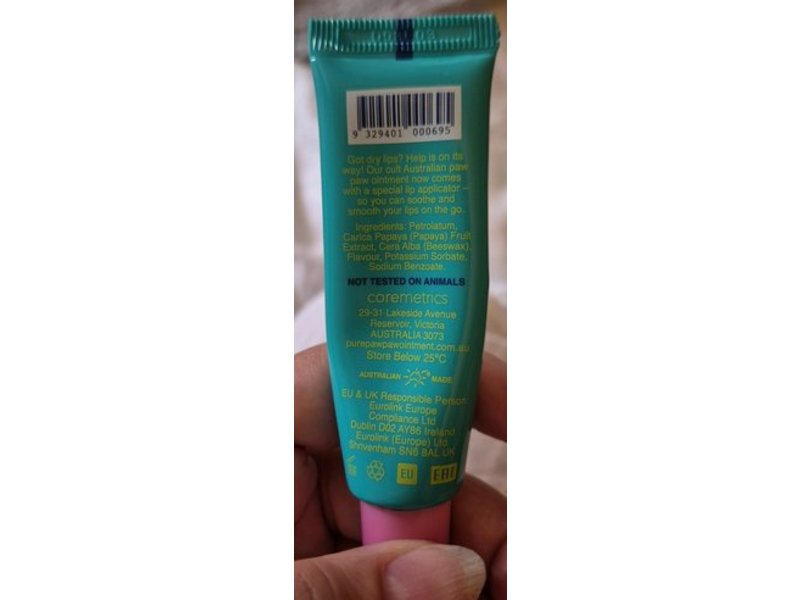 9 329401 000695
Got dry lips? Help is on its
way! Our cult Australian paw
paw ointment now comes
with a special lip applicator –
so you can soothe and
smooth your lips on the go.
Ingredients: Petrolatum,
Carica Papaya (Papaya) Fruit
Extract, Cera Alba (Beeswax),
Flavour, Potassium Sorbate,
Sodium Benzoate.
NOT TESTED ON ANIMALS
coremetrics
29-31 Lakeside Avenue
Reservoir, Victoria
AUSTRALIA 3073
purepawpawointment.com.au
Store Below 25°C
AUSTRALIAN MADE
EU & UK Responsible Person:
Eurolink Europe
Compliance Ltd
Dublin D02 AY86 Ireland
Eurolink (Europe) Ltd
Shrivenham SN6 8AL UK
EU